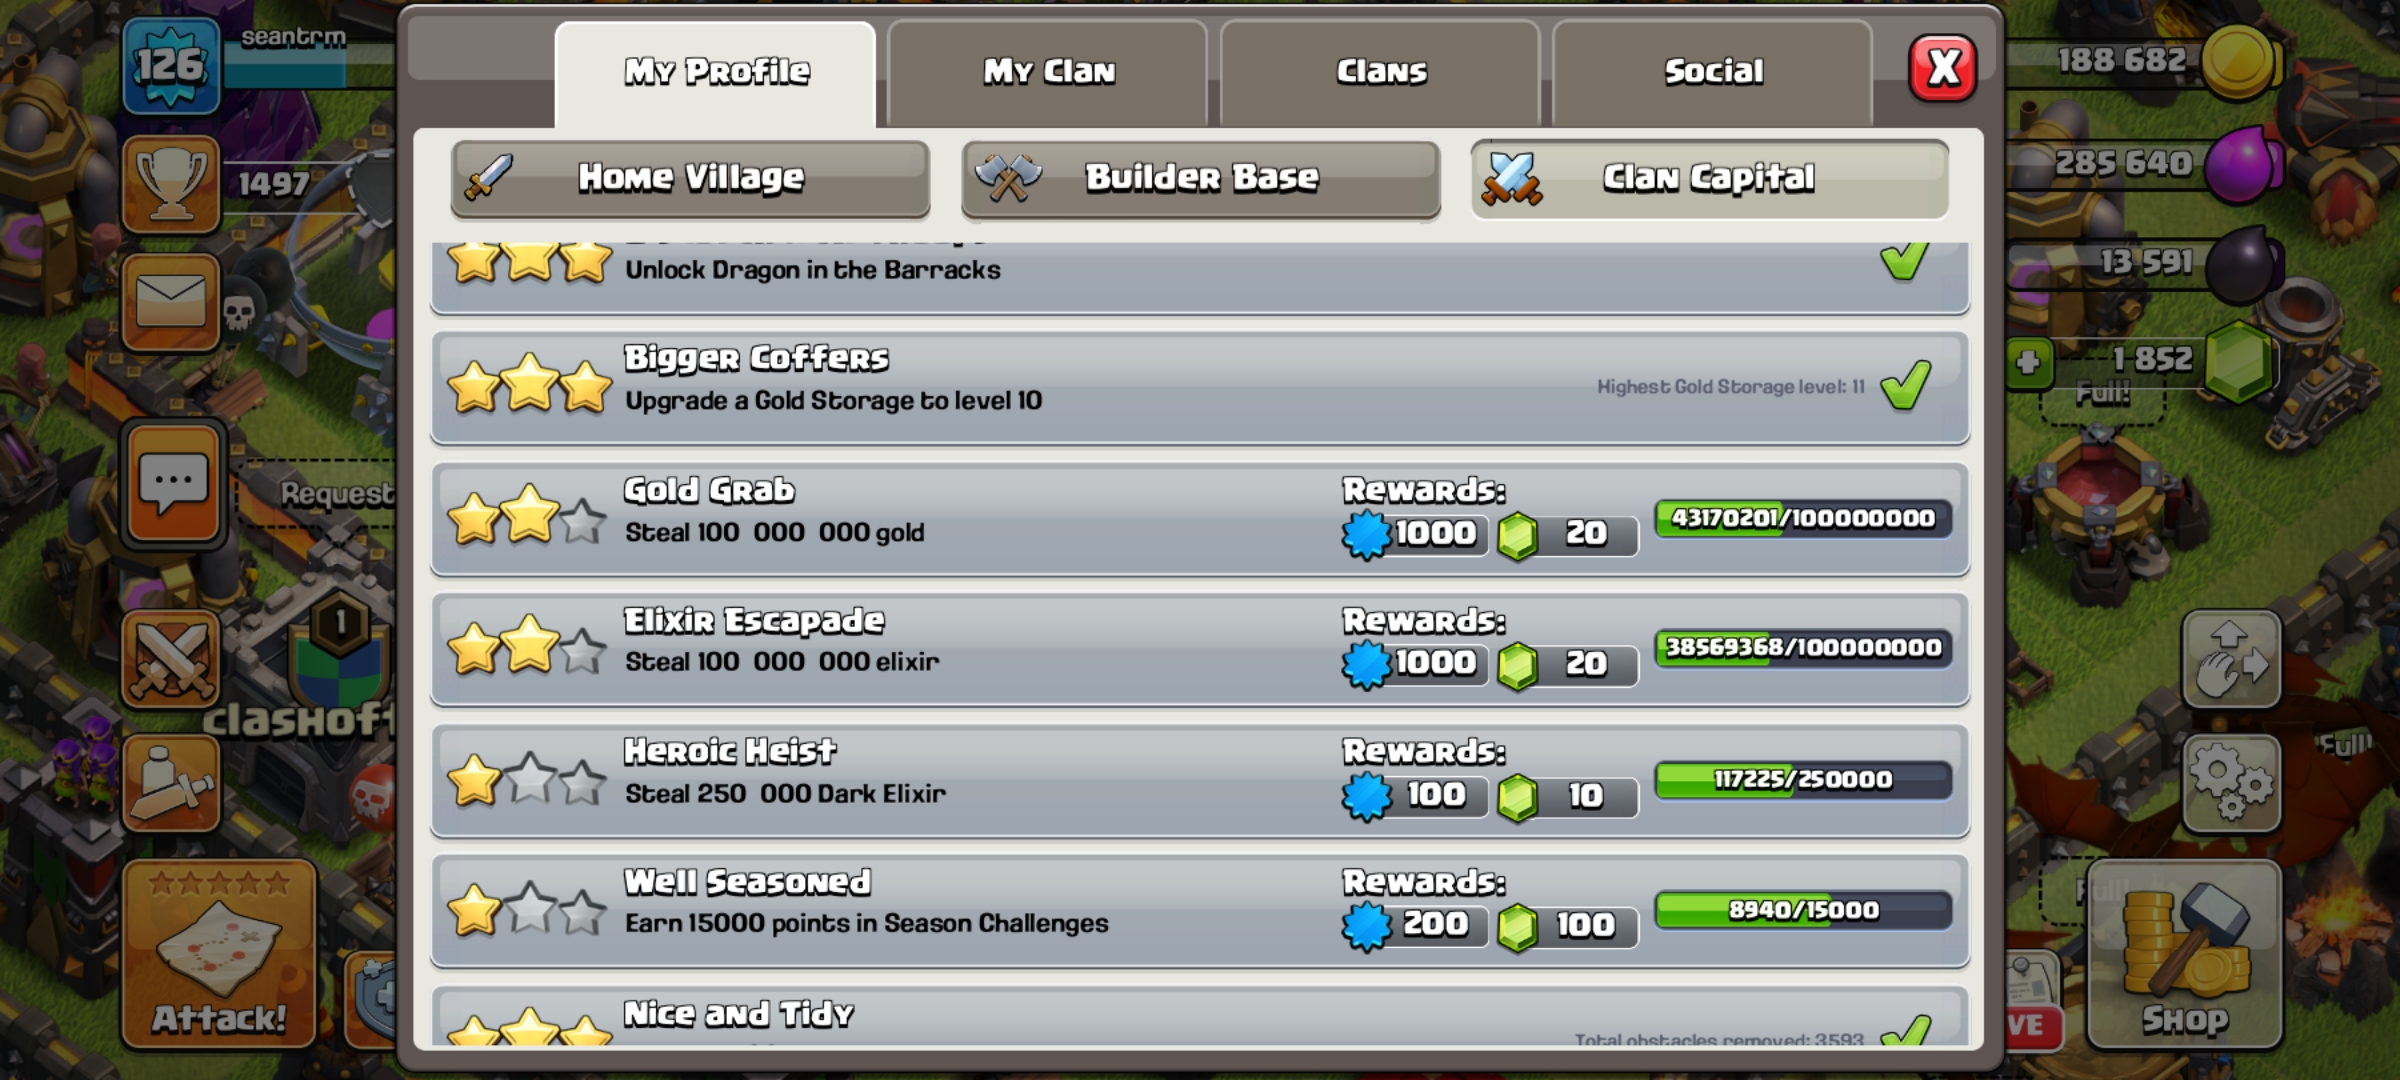 seantrm
126
1497
Request
1
clashof
Attack!
My Profile
My Clan
Clans
Social
X
Home Village
Builder Base
Clan Capital
Unlock Dragon in the Barracks
Bigger Coffers
Upgrade a Gold Storage to level 10
Highest Gold Storage level: 11
Gold Grab
Steal 100 000 000 gold
Rewards:
1000
20
43170201/100000000
Elixir Escapade
Steal 100 000 000 elixir
Rewards:
1000
20
38569368/100000000
Heroic Heist
Steal 250 000 Dark Elixir
Rewards:
100
10
117225/250000
Well Seasoned
Earn 15000 points in Season Challenges
Rewards:
200
100
8940/15000
Nice and Tidy
Total obstacles removed: 3593
188 682
285 640
13 591
1 852
Full!
Full!
VE
Shop